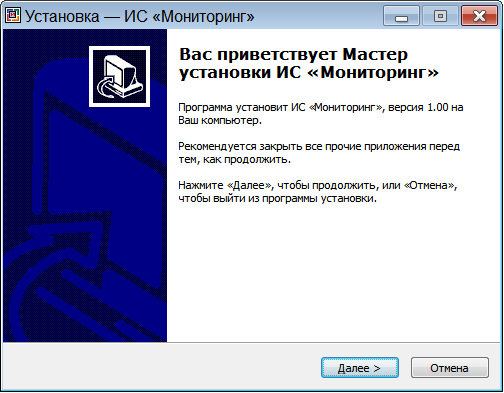 Установка — ИС «Мониторинг»
Вас приветствует Мастер
установки ИС «Мониторинг»
Программа установит ИС «Мониторинг», версия 1.00 на
Ваш компьютер.
Рекомендуется закрыть все прочие приложения перед
тем, как продолжить.
Нажмите «Далее», чтобы продолжить, или «Отмена»,
чтобы выйти из программы установки.
Далее >
Отмена